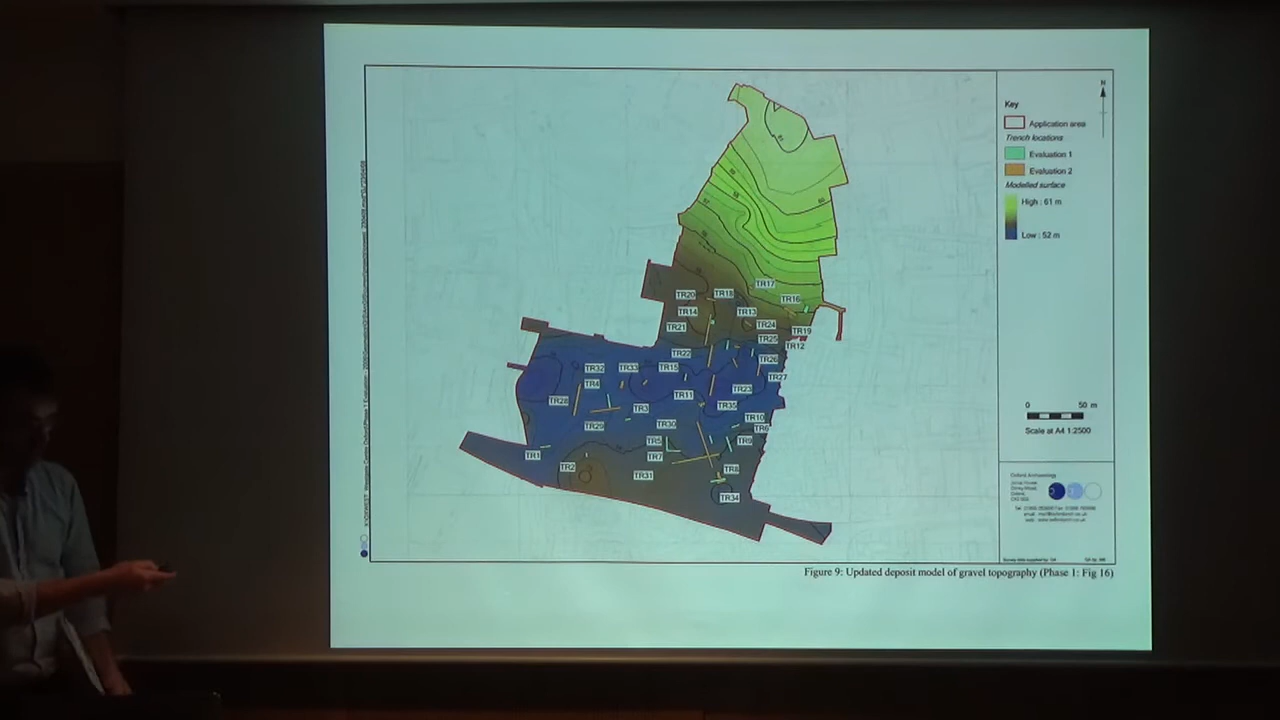 N
Key
Application area
Trench locations
Evaluation 1
Evaluation 2
Modelled surface
High : 61 m
Low : 52 m
TR17
TR20
TR18
TR16
TR14
TR13
TR21
TR24
TR19
TR25
TR12
TR22
TR26
TR32
TR33
TR15
TR27
TR4
TR23
TR28
TR11
TR3
TR35
TR10
TR29
TR30
TR6
TR5
TR9
TR1
TR7
TR2
TR8
TR31
TR34
0 50 m
Scale at A4 1:2500
Oxford Archaeology
Figure 9: Updated deposit model of gravel topography (Phase 1: Fig 16)